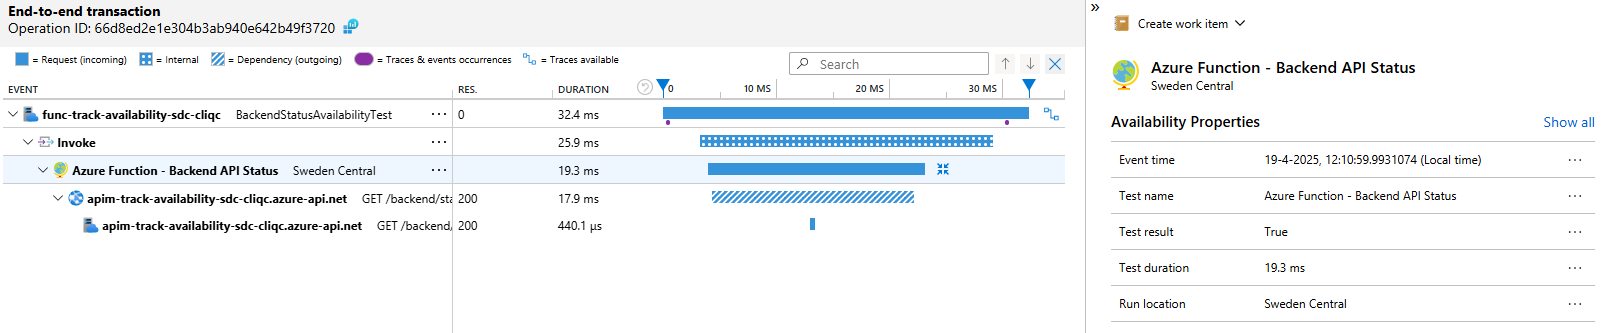 End-to-end transaction
Operation ID: 66d8ed2e1e304b3ab940e642b49f3720
= Request (incoming) = Internal = Dependency (outgoing) = Traces & events occurrences = Traces available
Search
EVENT RES. DURATION 0 10 MS 20 MS 30 MS
func-track-availability-sdc-cliqc BackendStatusAvailabilityTest ... 0 32.4 ms
Invoke ... 25.9 ms
Azure Function - Backend API Status Sweden Central ... 19.3 ms
apim-track-availability-sdc-cliqc.azure-api.net GET /backend/sta 200 17.9 ms
apim-track-availability-sdc-cliqc.azure-api.net GET /backend/ 200 440.1 µs
»
Create work item
Azure Function - Backend API Status
Sweden Central
Availability Properties Show all
Event time 19-4-2025, 12:10:59.9931074 (Local time) ...
Test name Azure Function - Backend API Status ...
Test result True ...
Test duration 19.3 ms ...
Run location Sweden Central ...